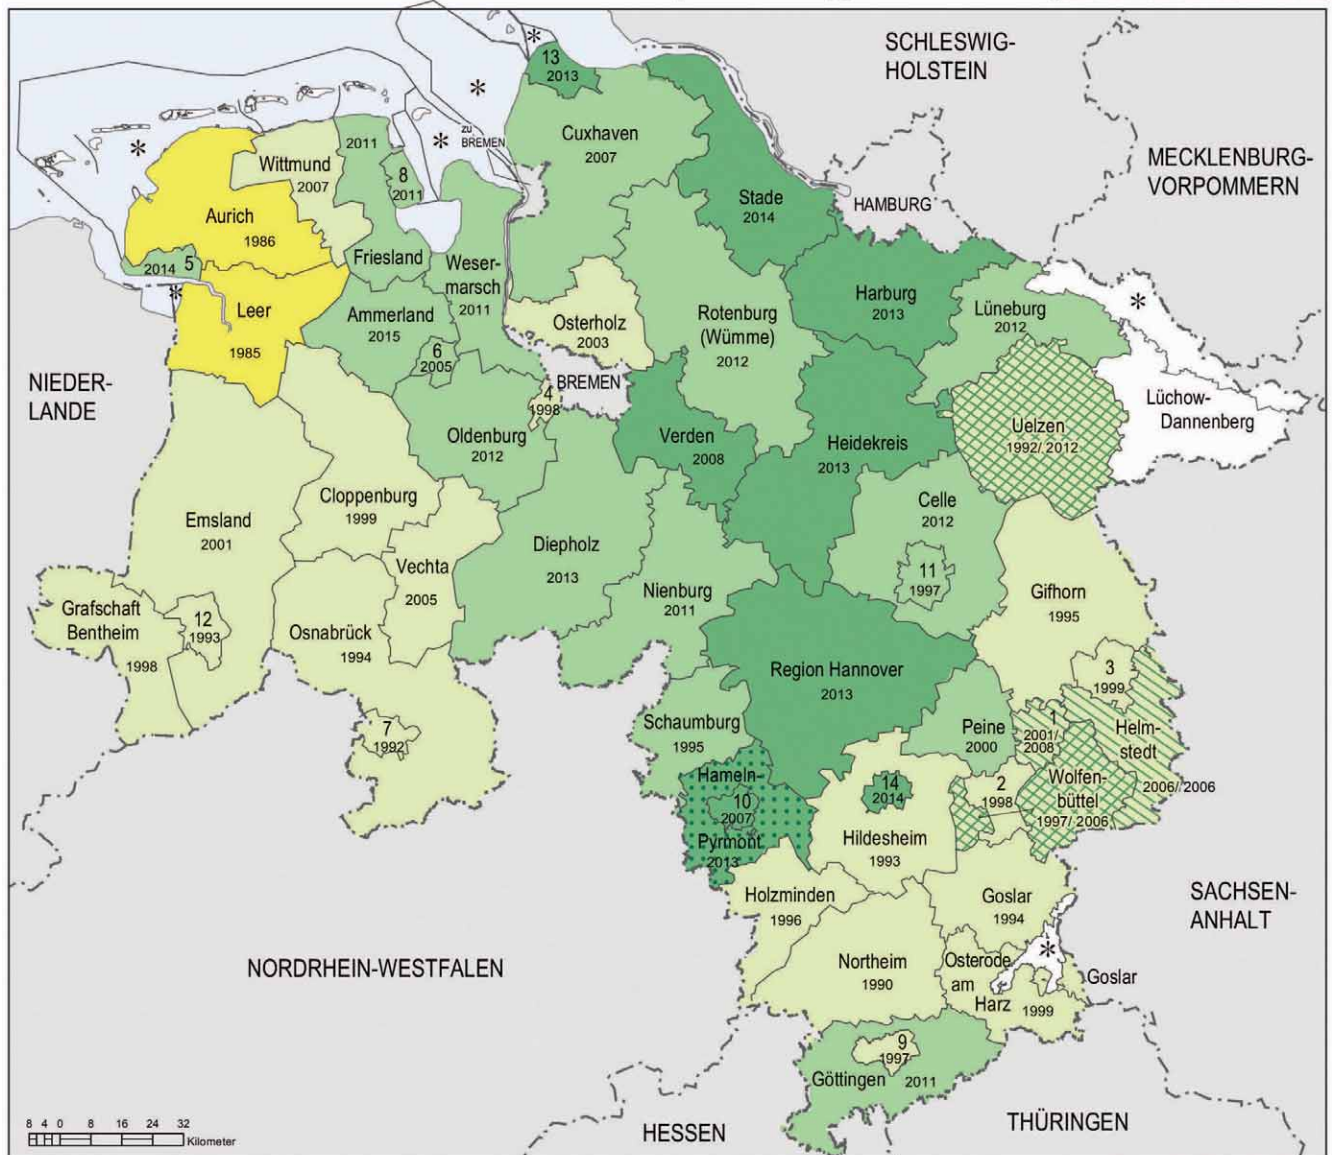 SCHLESWIG-
HOLSTEIN
MECKLENBURG-
VORPOMMERN
HAMBURG
*
13
2013
*
*
*
zu
BREMEN
Cuxhaven
2007
Wittmund
2007
2011
8
2011
Aurich
1986
Stade
2014
2014 5
*
Friesland
Weser-
marsch
2011
Leer
1985
Ammerland
2015
6
2005
Osterholz
2003
Rotenburg
(Wümme)
2012
Harburg
2013
Lüneburg
2012
*
NIEDER-
LANDE
BREMEN
4
1998
Lüchow-
Dannenberg
Oldenburg
2012
Verden
2008
Heidekreis
2013
Uelzen
1992/ 2012
Cloppenburg
1999
Emsland
2001
Celle
2012
Diepholz
2013
Vechta
2005
11
1997
Nienburg
2011
Gifhorn
1995
Grafschaft
Bentheim
1998
12
1993
Osnabrück
1994
Region Hannover
2013
3
1999
7
1992
Schaumburg
1995
Peine
2000
1
2001/
2008
Helm-
stedt
2006/ 2006
Hameln-
10
2007
Pyrmont
2013
14
2014
2
1998
Wolfen-
büttel
1997/ 2006
Hildesheim
1993
Holzminden
1996
Goslar
1994
SACHSEN-
ANHALT
NORDRHEIN-WESTFALEN
Northeim
1990
Osterode
am
Harz 1999
*
Goslar
9
1997
Göttingen 2011
HESSEN
THÜRINGEN
8 4 0 8 16 24 32
Kilometer